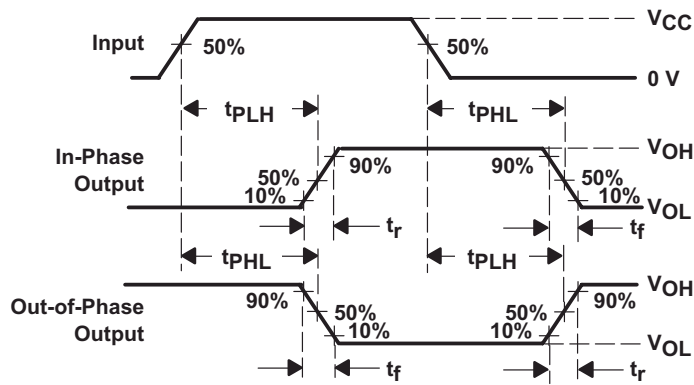 VCC
Input
50%
50%
0 V
tPLH
tPHL
In-Phase
Output
VOH
90%
90%
50%
50%
10%
10%
VOL
tr
tf
tPHL
tPLH
Out-of-Phase
Output
VOH
90%
90%
50%
50%
10%
10%
VOL
tf
tr